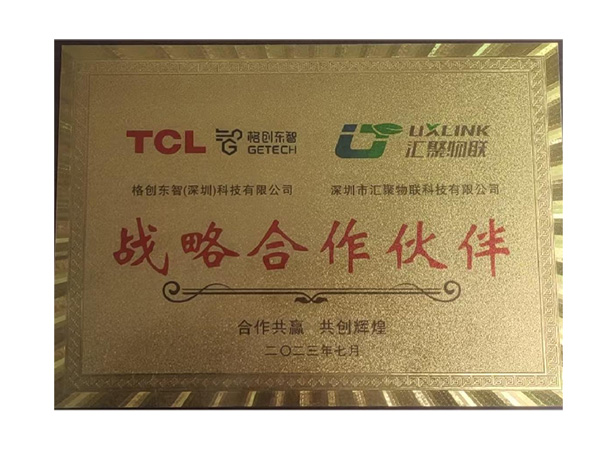 TCL 格创东智 GETECH UXLINK 汇聚物联
格创东智(深圳)科技有限公司 深圳市汇聚物联科技有限公司
战略合作伙伴
合作共赢 共创辉煌
二〇二三年七月